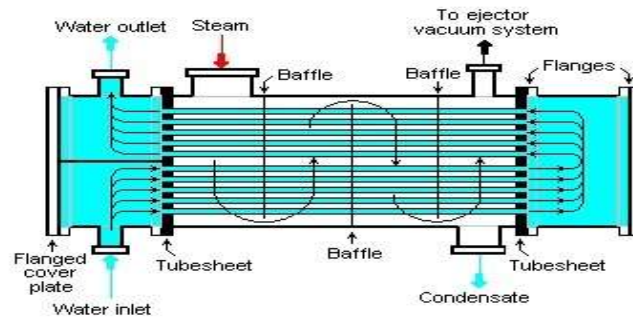 Water outlet
Steam
To ejector
vacuum system
Baffle
Baffle
Flanges
Flanged
cover
plate
Tubesheet
Baffle
Tubesheet
Water inlet
Condensate